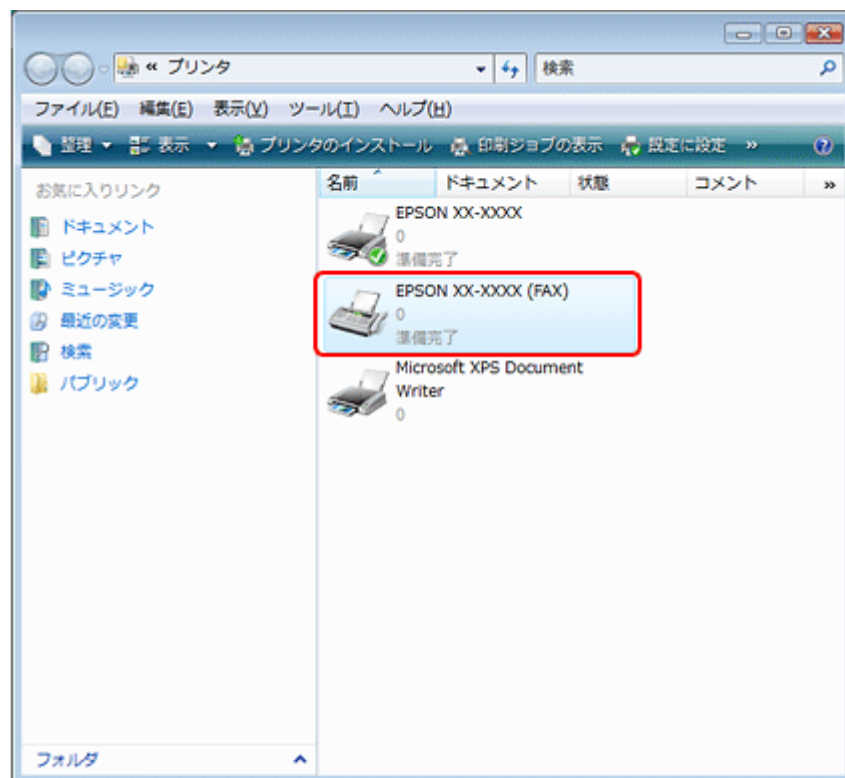 « プリンタ
検索
ファイル(F) 編集(E) 表示(V) ツール(T) ヘルプ(H)
整理 表示 プリンタのインストール 印刷ジョブの表示 既定に設定 »
お気に入りリンク
ドキュメント
ピクチャ
ミュージック
最近の変更
検索
パブリック
名前 ドキュメント 状態 コメント »
EPSON XX-XXXX
0
準備完了
EPSON XX-XXXX (FAX)
0
準備完了
Microsoft XPS Document
Writer
0
フォルダ